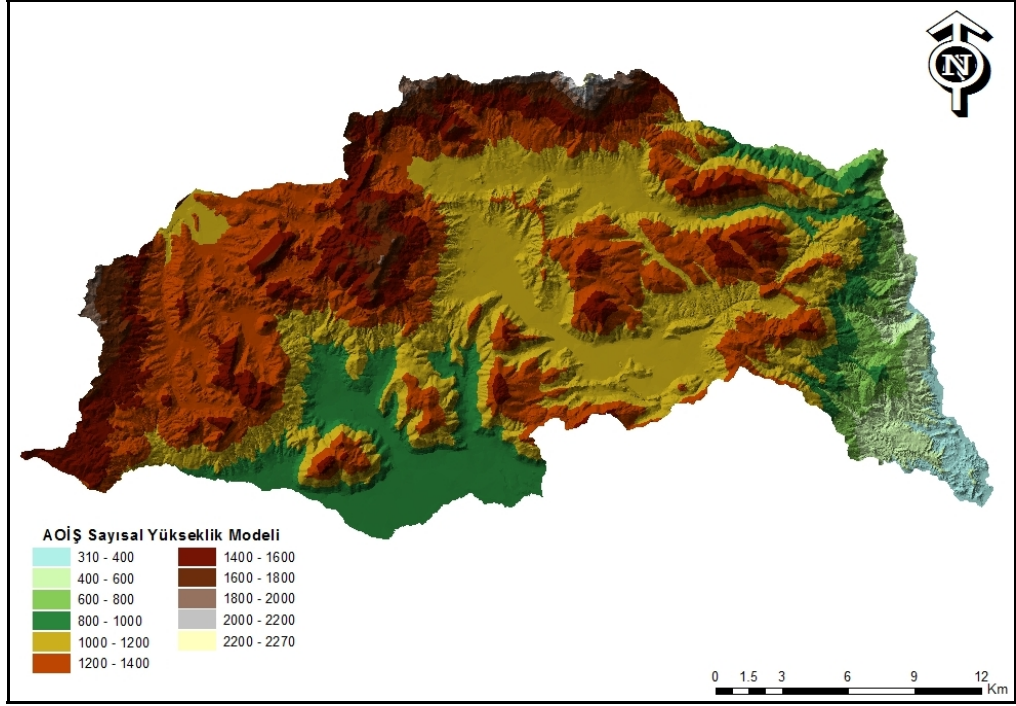 N
AOİŞ Sayısal Yükseklik Modeli
310 - 400
400 - 600
600 - 800
800 - 1000
1000 - 1200
1200 - 1400
1400 - 1600
1600 - 1800
1800 - 2000
2000 - 2200
2200 - 2270
0 1.5 3 6 9 12
Km